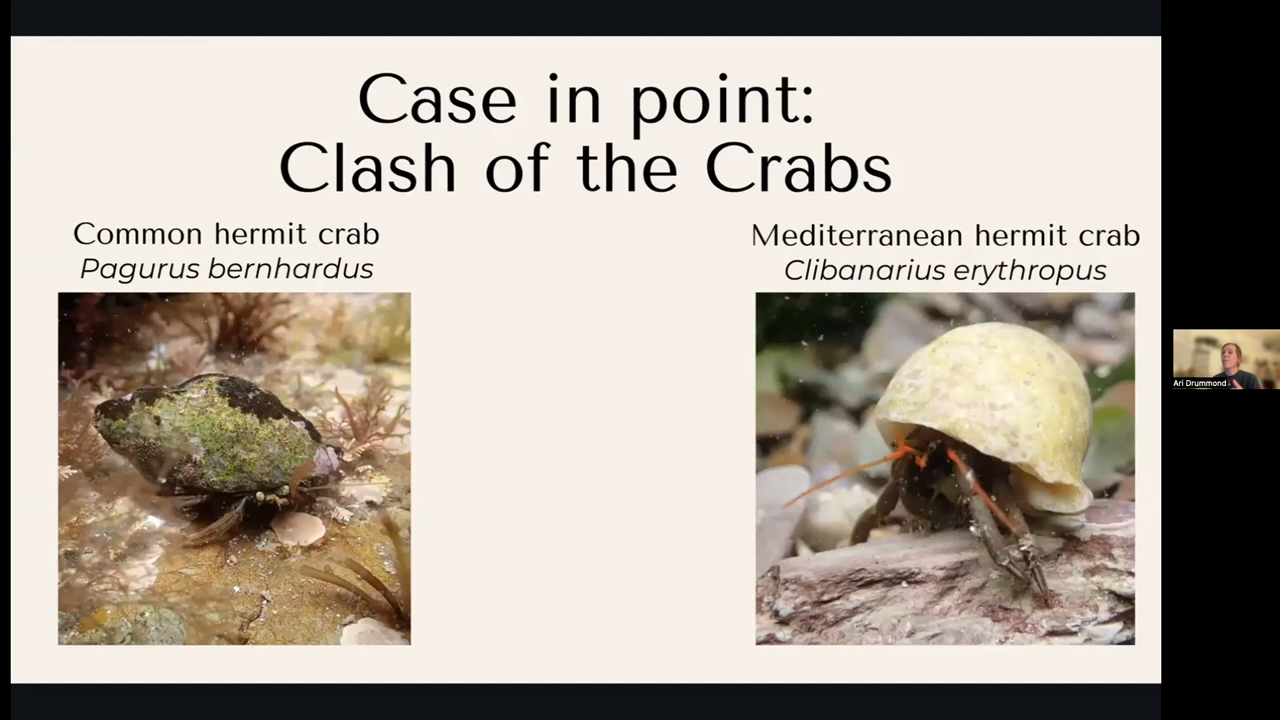 Case in point:
Clash of the Crabs
Common hermit crab
Pagurus bernhardus
Mediterranean hermit crab
Clibanarius erythropus
Ari Drummond